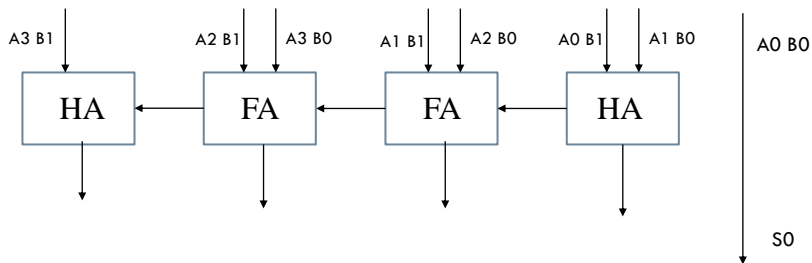 A3 B1
A2 B1
A3 B0
A1 B1
A2 B0
A0 B1
A1 B0
A0 B0
HA
FA
FA
HA
S0